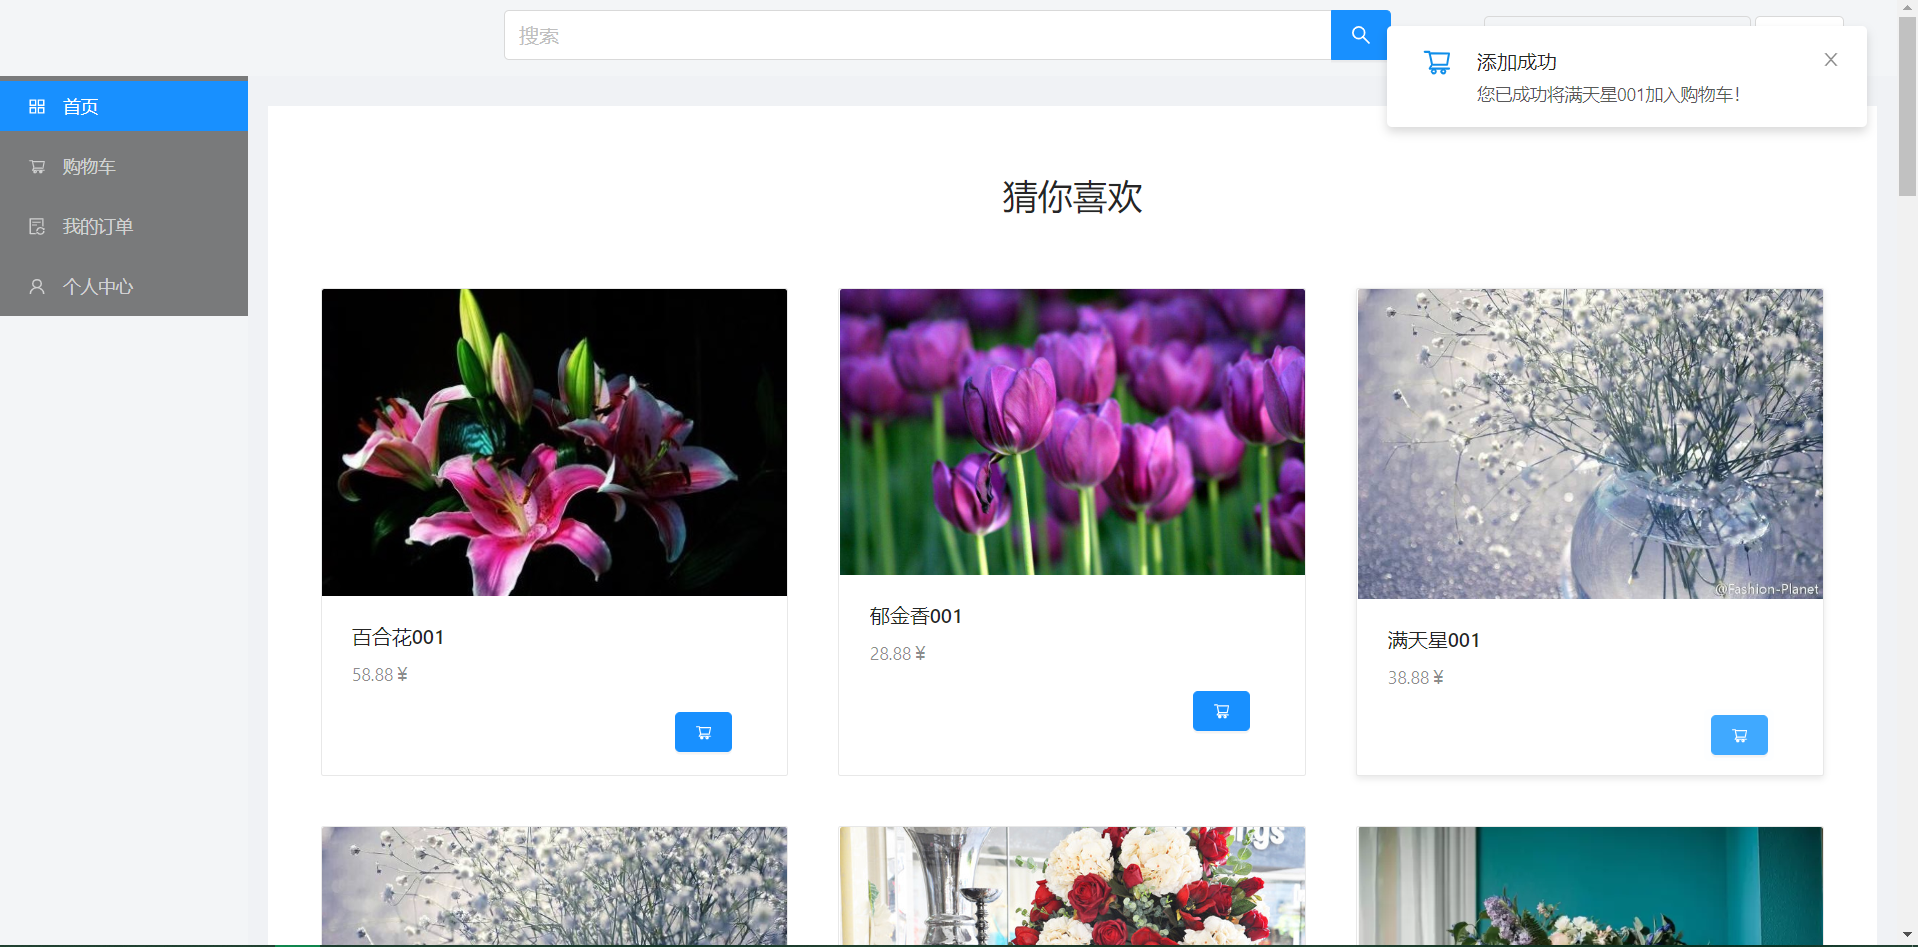 搜索
添加成功
您已成功将满天星001加入购物车!
首页
购物车
我的订单
个人中心
猜你喜欢
@Fashion-Planet
百合花001
58.88 ¥
郁金香001
28.88 ¥
满天星001
38.88 ¥